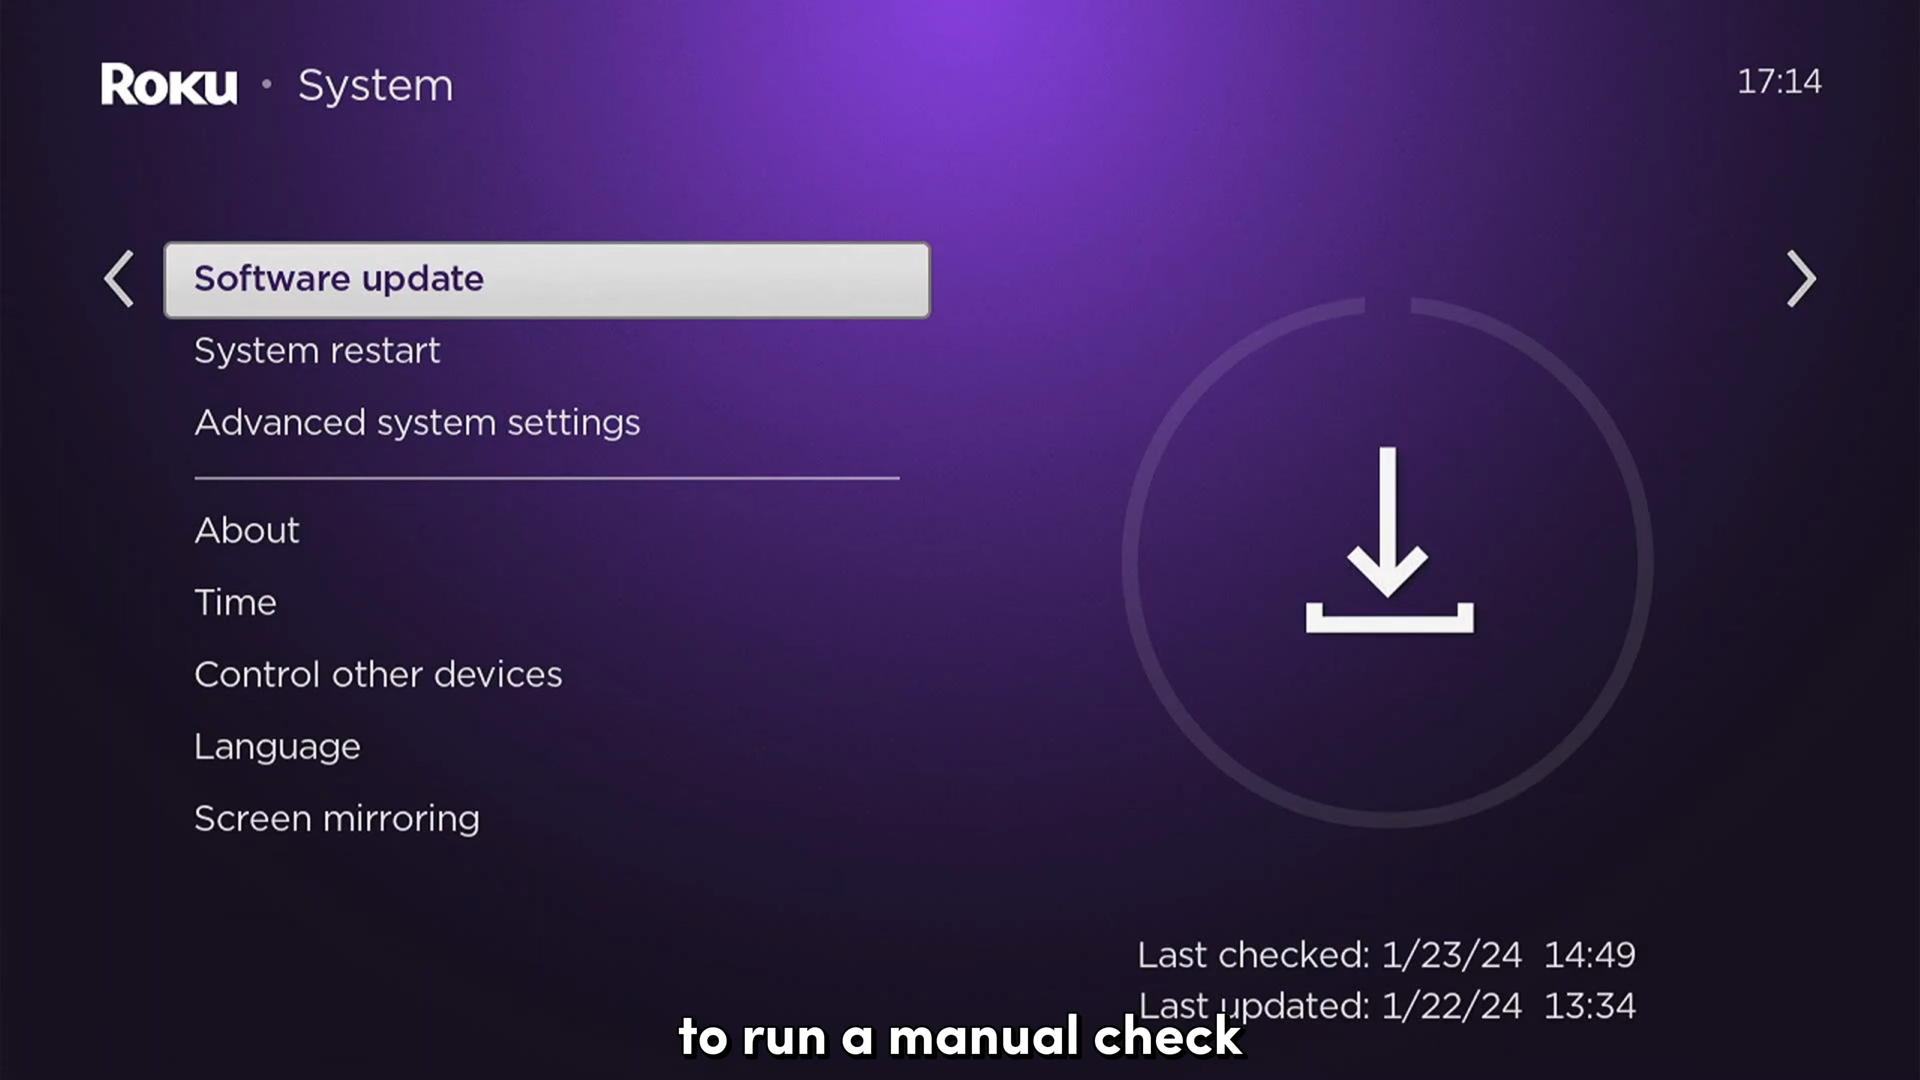 Roku • System
17:14
Software update
System restart
Advanced system settings
About
Time
Control other devices
Language
Screen mirroring
Last checked: 1/23/24 14:49
Last updated: 1/22/24 13:34
to run a manual check